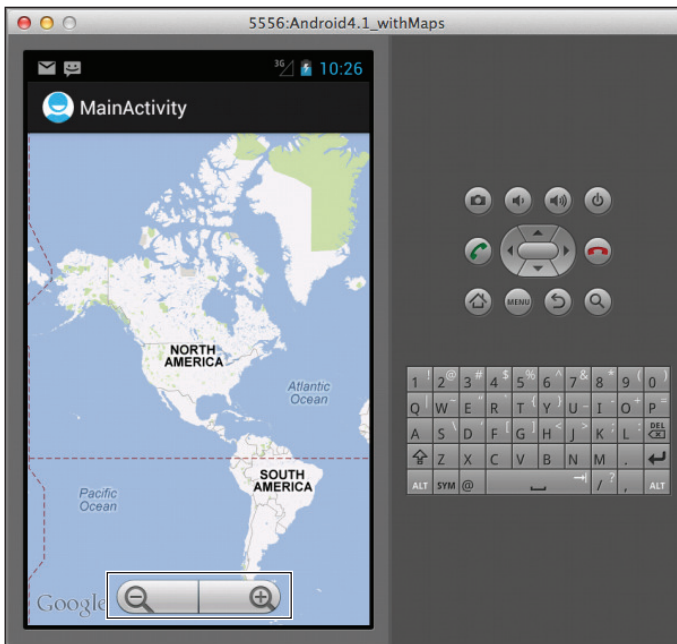 5556:Android4.1_withMaps
3G 10:26
MainActivity
NORTH
AMERICA
Atlantic
Ocean
SOUTH
AMERICA
Pacific
Ocean
Google
MENU
1 ! 2 @ 3 # 4 $ 5 % 6 ^ 7 & 8 * 9 ( 0 )
Q | W ~ E " R ` T { Y } U _ I - O + P =
A S \ D ' F [ G ] H < J > K ; L : DEL
Z X C V B N M .
ALT SYM @ / ? , ALT